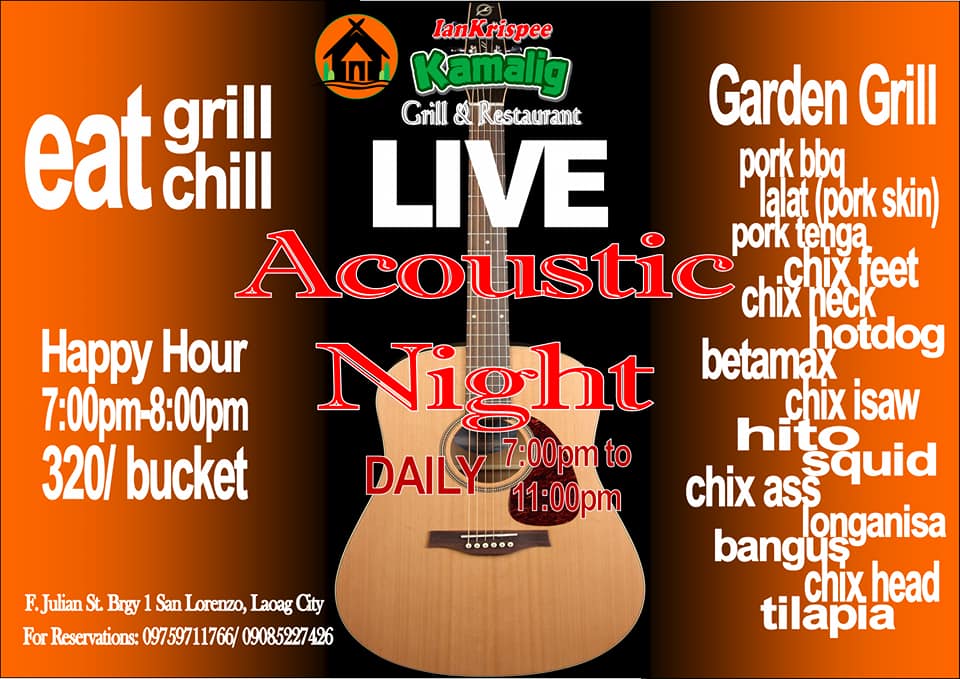 IanKrispee
Kamalig
Grill & Restaurant
eat grill
chill
LIVE
Acoustic
Night
DAILY 7:00pm to
11:00pm
Happy Hour
7:00pm-8:00pm
320/ bucket
F. Julian St. Brgy 1 San Lorenzo, Laoag City
For Reservations: 09759711766/ 09085227426
Garden Grill
pork bbq
lalat (pork skin)
pork tenga
chix feet
chix neck
hotdog
betamax
chix isaw
hito
squid
chix ass
longanisa
bangus
chix head
tilapia